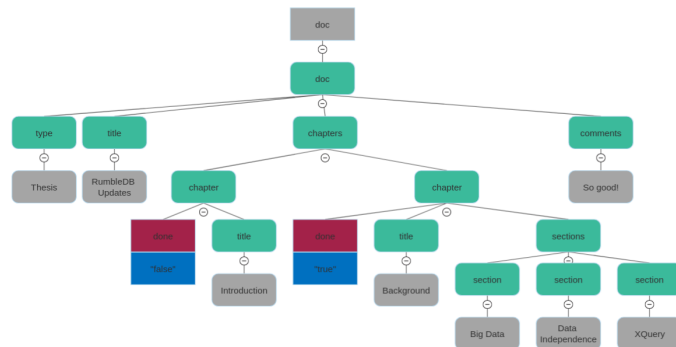 doc
doc
type
title
chapters
comments
Thesis
RumbleDB
Updates
chapter
chapter
So good!
done
title
done
title
sections
"false"
Introduction
"true"
Background
section
section
section
Big Data
Data
Independence
XQuery